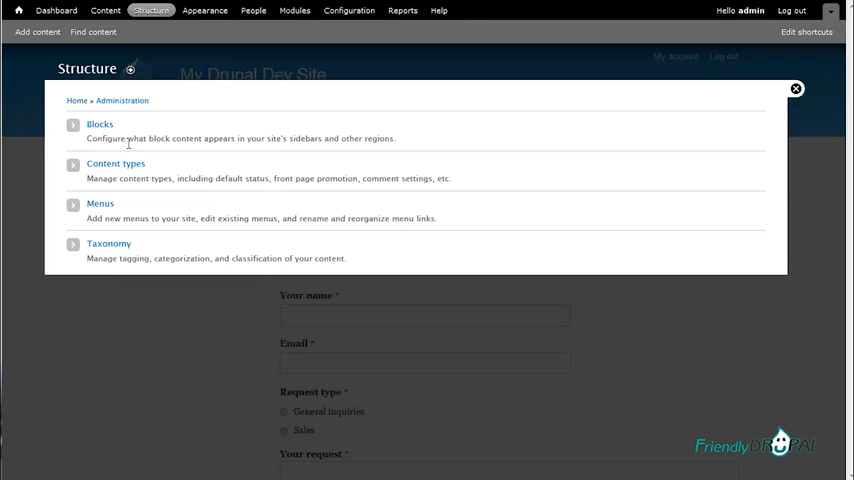 Dashboard Content Structure Appearance People Modules Configuration Reports Help Hello admin Log out
Add content Find content Edit shortcuts
My account Log out
Structure
My Drupal Dev Site
Home » Administration
Blocks
Configure what block content appears in your site's sidebars and other regions.
Content types
Manage content types, including default status, front page promotion, comment settings, etc.
Menus
Add new menus to your site, edit existing menus, and rename and reorganize menu links.
Taxonomy
Manage tagging, categorization, and classification of your content.
Your name *
Email *
Request type *
General inquiries
Sales
Your request *
Friendly DRUPAL